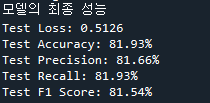 모델의 최종 성능
Test Loss: 0.5126
Test Accuracy: 81.93%
Test Precision: 81.66%
Test Recall: 81.93%
Test F1 Score: 81.54%